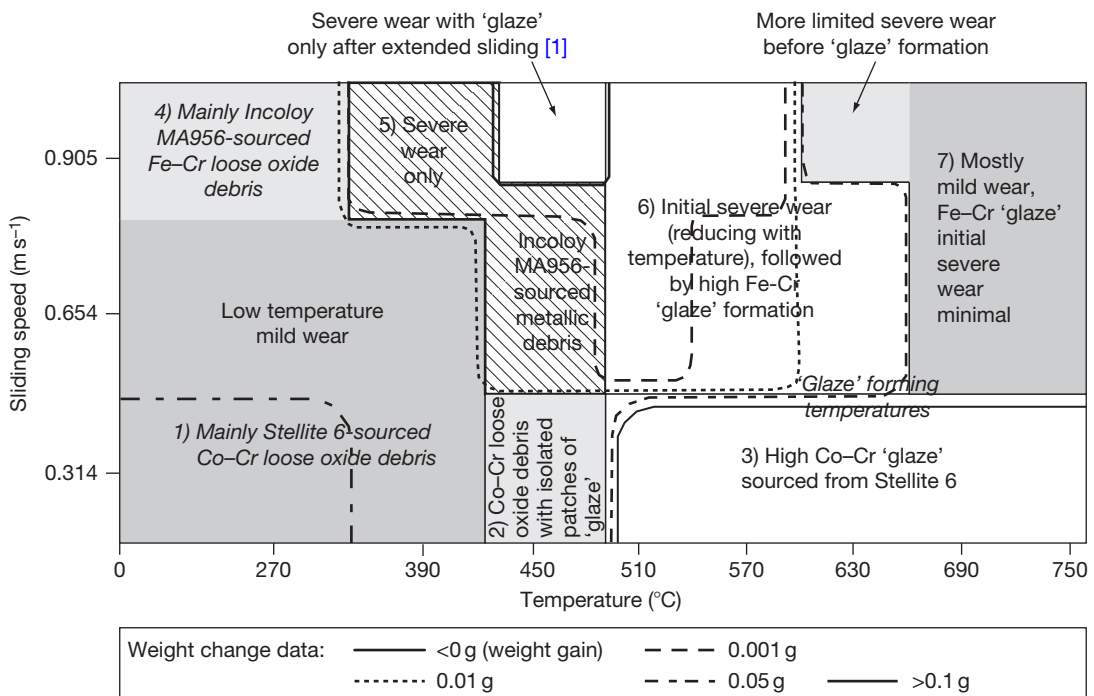 Severe wear with ‘glaze’
only after extended sliding [1]
More limited severe wear
before ‘glaze’ formation
4) Mainly Incoloy
MA956-sourced
Fe–Cr loose oxide
debris
5) Severe
wear
only
7) Mostly
mild wear,
Fe–Cr ‘glaze’
initial
severe
wear
minimal
6) Initial severe wear
(reducing with
temperature), followed
by high Fe-Cr
‘glaze’ formation
Incoloy
MA956-
sourced
metallic
debris
Low temperature
mild wear
‘Glaze’ forming
temperatures
1) Mainly Stellite 6-sourced
Co–Cr loose oxide debris
2) Co–Cr loose
oxide debris
with isolated
patches of
‘glaze’
3) High Co–Cr ‘glaze’
sourced from Stellite 6
Sliding speed (m s–1)
0.905
0.654
0.314
0 270 390 450 510 570 630 690 750
Temperature (°C)
Weight change data: <0 g (weight gain) 0.001 g
0.01 g 0.05 g >0.1 g